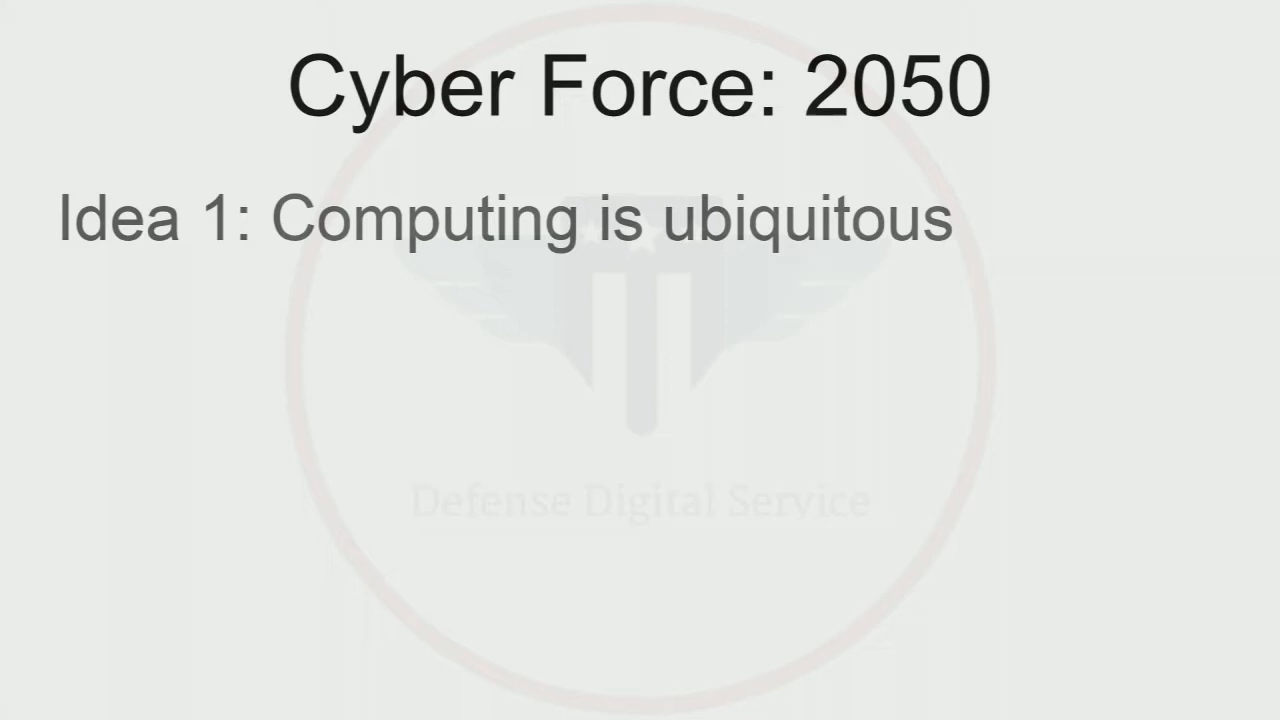 Cyber Force: 2050
Idea 1: Computing is ubiquitous
Defense Digital Service